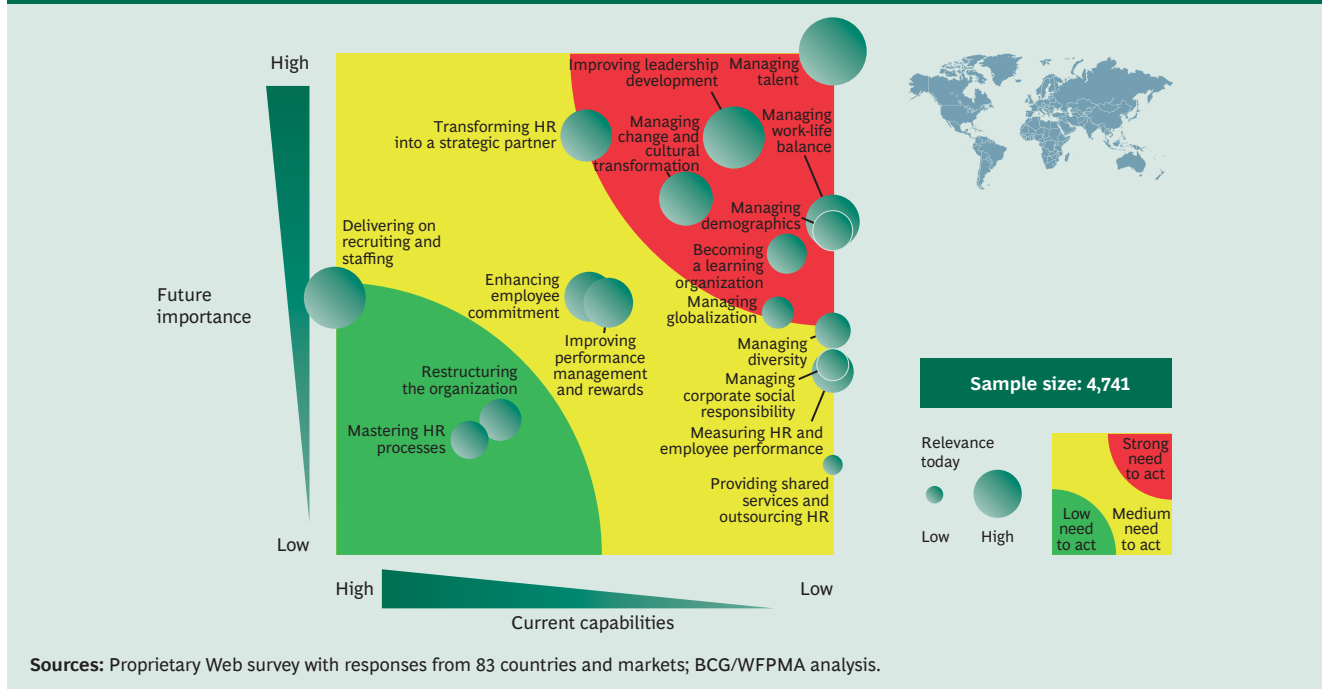 High
Improving leadership
development
Managing
talent
Transforming HR
into a strategic partner
Managing
change and
cultural
transformation
Managing
work-life
balance
Managing
demographics
Delivering on
recruiting and
staffing
Becoming
a learning
organization
Enhancing
employee
commitment
Managing
globalization
Future
importance
Improving
performance
management
and rewards
Managing
diversity
Restructuring
the organization
Managing
corporate social
responsibility
Mastering HR
processes
Measuring HR and
employee performance
Providing shared
services and
outsourcing HR
Low
High
Low
Current capabilities
Sample size: 4,741
Relevance
today
Low
High
Strong
need
to act
Low
need
to act
Medium
need
to act
Sources: Proprietary Web survey with responses from 83 countries and markets; BCG/WFPMA analysis.